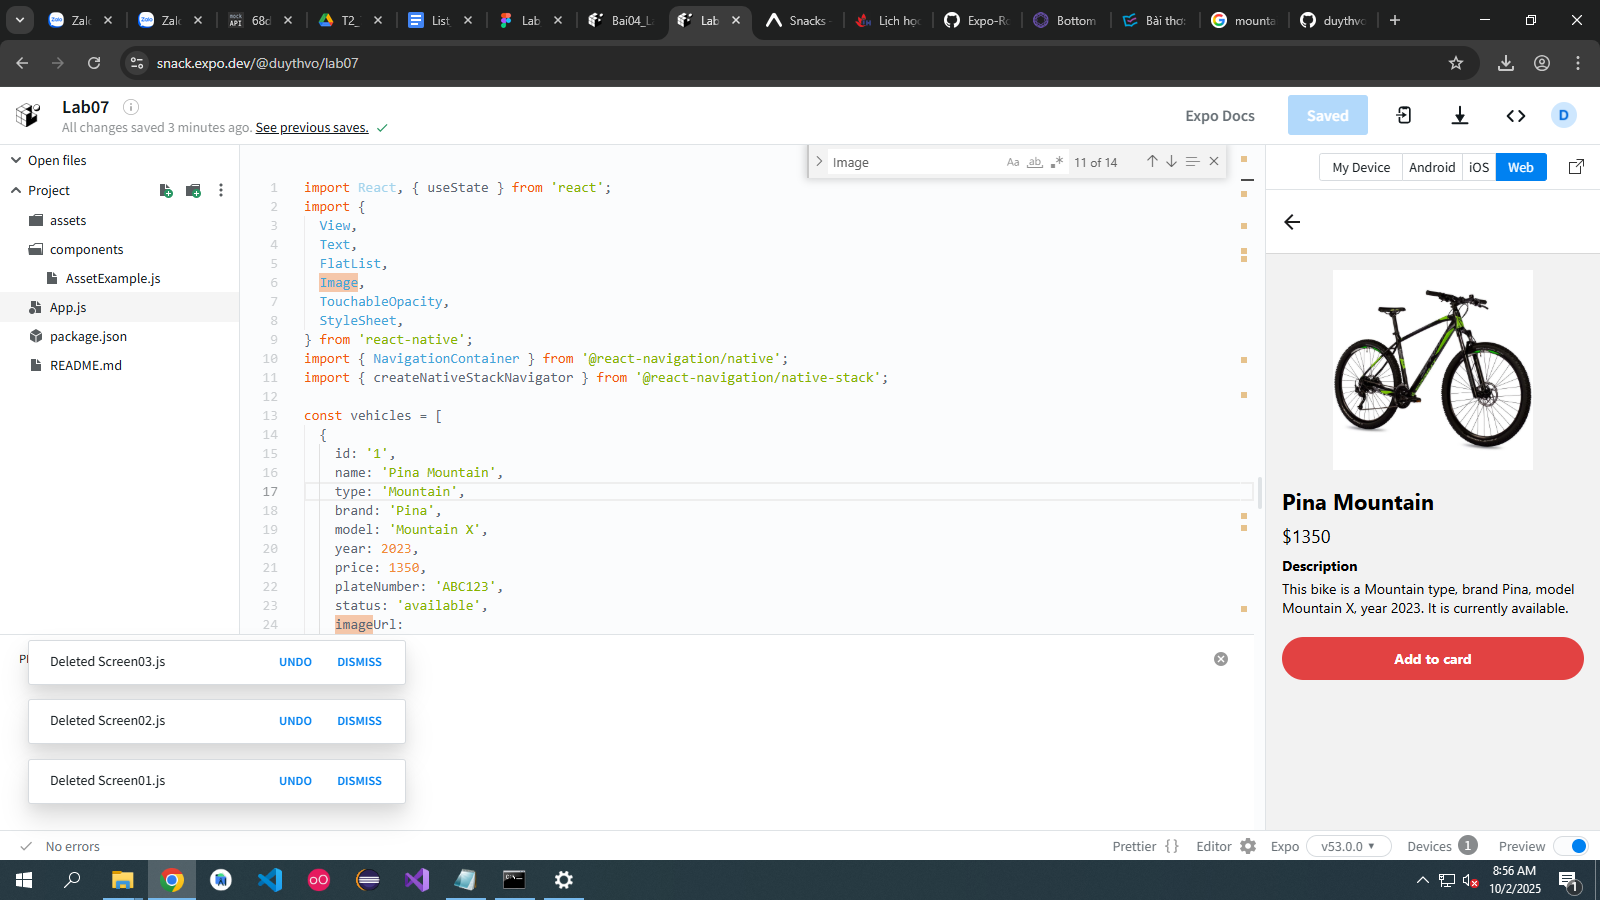 Zalo
Zalo
68d
T2_
List_
Lab
Bai04_L
Lab
Snacks
Lịch học
Expo-Ro
Bottom
Bài thơ:
mounta
duythvo
snack.expo.dev/@duythvo/lab07
Lab07
All changes saved 3 minutes ago. See previous saves.
Expo Docs
Saved
D
Open files
Project
assets
components
AssetExample.js
App.js
package.json
README.md
Image
Aa
ab
11 of 14
1 import React, { useState } from 'react';
2 import {
3 View,
4 Text,
5 FlatList,
6 Image,
7 TouchableOpacity,
8 StyleSheet,
9 } from 'react-native';
10 import { NavigationContainer } from '@react-navigation/native';
11 import { createNativeStackNavigator } from '@react-navigation/native-stack';
12
13 const vehicles = [
14 {
15 id: '1',
16 name: 'Pina Mountain',
17 type: 'Mountain',
18 brand: 'Pina',
19 model: 'Mountain X',
20 year: 2023,
21 price: 1350,
22 plateNumber: 'ABC123',
23 status: 'available',
24 imageUrl:
My Device
Android
iOS
Web
Pina Mountain
$1350
Description
This bike is a Mountain type, brand Pina, model
Mountain X, year 2023. It is currently available.
Add to card
Deleted Screen03.js UNDO DISMISS
Deleted Screen02.js UNDO DISMISS
Deleted Screen01.js UNDO DISMISS
No errors
Prettier {}
Editor
Expo
v53.0.0
Devices 1
Preview
8:56 AM
10/2/2025
1